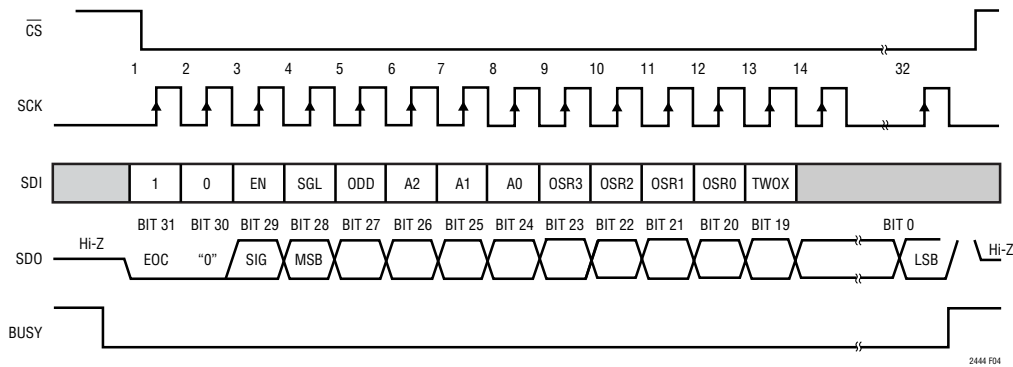 CS
1 2 3 4 5 6 7 8 9 10 11 12 13 14 32
SCK
SDI 1 0 EN SGL ODD A2 A1 A0 OSR3 OSR2 OSR1 OSR0 TWOX
BIT 31 BIT 30 BIT 29 BIT 28 BIT 27 BIT 26 BIT 25 BIT 24 BIT 23 BIT 22 BIT 21 BIT 20 BIT 19 BIT 0
SDO Hi-Z EOC “0” SIG MSB LSB Hi-Z
BUSY
2444 F04